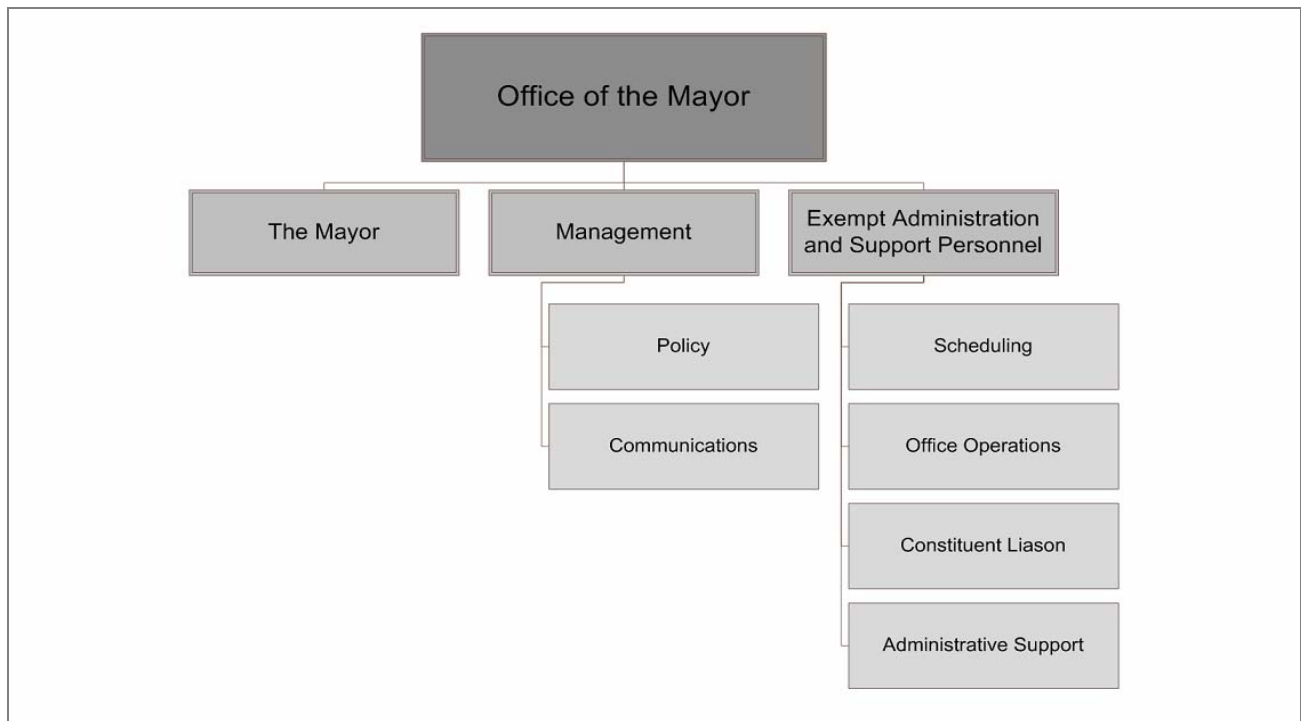 Office of the Mayor
The Mayor
Management
Exempt Administration
and Support Personnel
Policy
Communications
Scheduling
Office Operations
Constituent Liason
Administrative Support